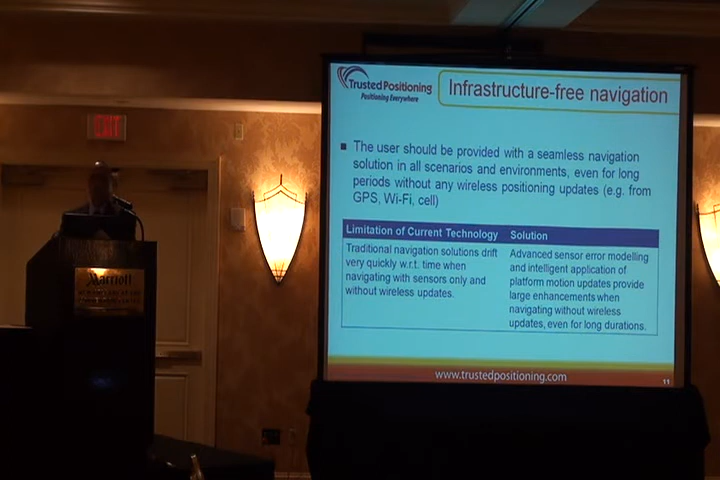 EXIT
Marriott
Trusted Positioning
Positioning Everywhere
Infrastructure-free navigation
■ The user should be provided with a seamless navigation
solution in all scenarios and environments, even for long
periods without any wireless positioning updates (e.g. from
GPS, Wi-Fi, cell)
Limitation of Current Technology Solution
Traditional navigation solutions drift
very quickly w.r.t. time when
navigating with sensors only and
without wireless updates.
Advanced sensor error modelling
and intelligent application of
platform motion updates provide
large enhancements when
navigating without wireless
updates, even for long durations.
www.trustedpositioning.com
11